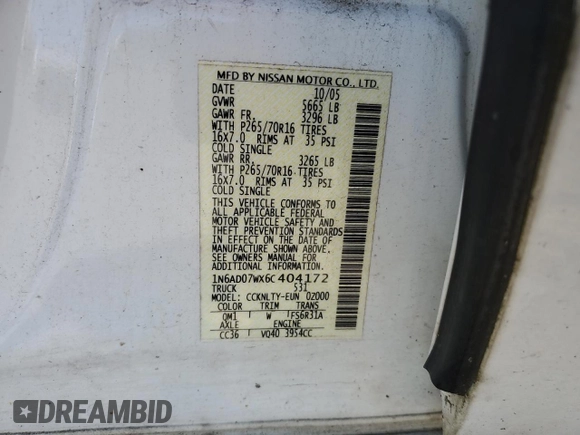 MFD BY NISSAN MOTOR CO., LTD.
DATE 10/05
GVWR 5665 LB
GAWR FR. 3296 LB
WITH P265/70R16 TIRES
16X7.0 RIMS AT 35 PSI
COLD SINGLE
GAWR RR. 3265 LB
WITH P265/70R16 TIRES
16X7.0 RIMS AT 35 PSI
COLD SINGLE
THIS VEHICLE CONFORMS TO
ALL APPLICABLE FEDERAL
MOTOR VEHICLE SAFETY AND
THEFT PREVENTION STANDARDS
IN EFFECT ON THE DATE OF
MANUFACTURE SHOWN ABOVE.
SEE OWNERS MANUAL FOR
ADDITIONAL INFORMATION.
1N6AD07WX6C404172
TRUCK S31
MODEL: CCKNLTY-EUN 02000
COLOR TRIM TRANS
QM1 W FS6R31A
AXLE ENGINE
CC36 VQ40 3954CC
DREAMBID